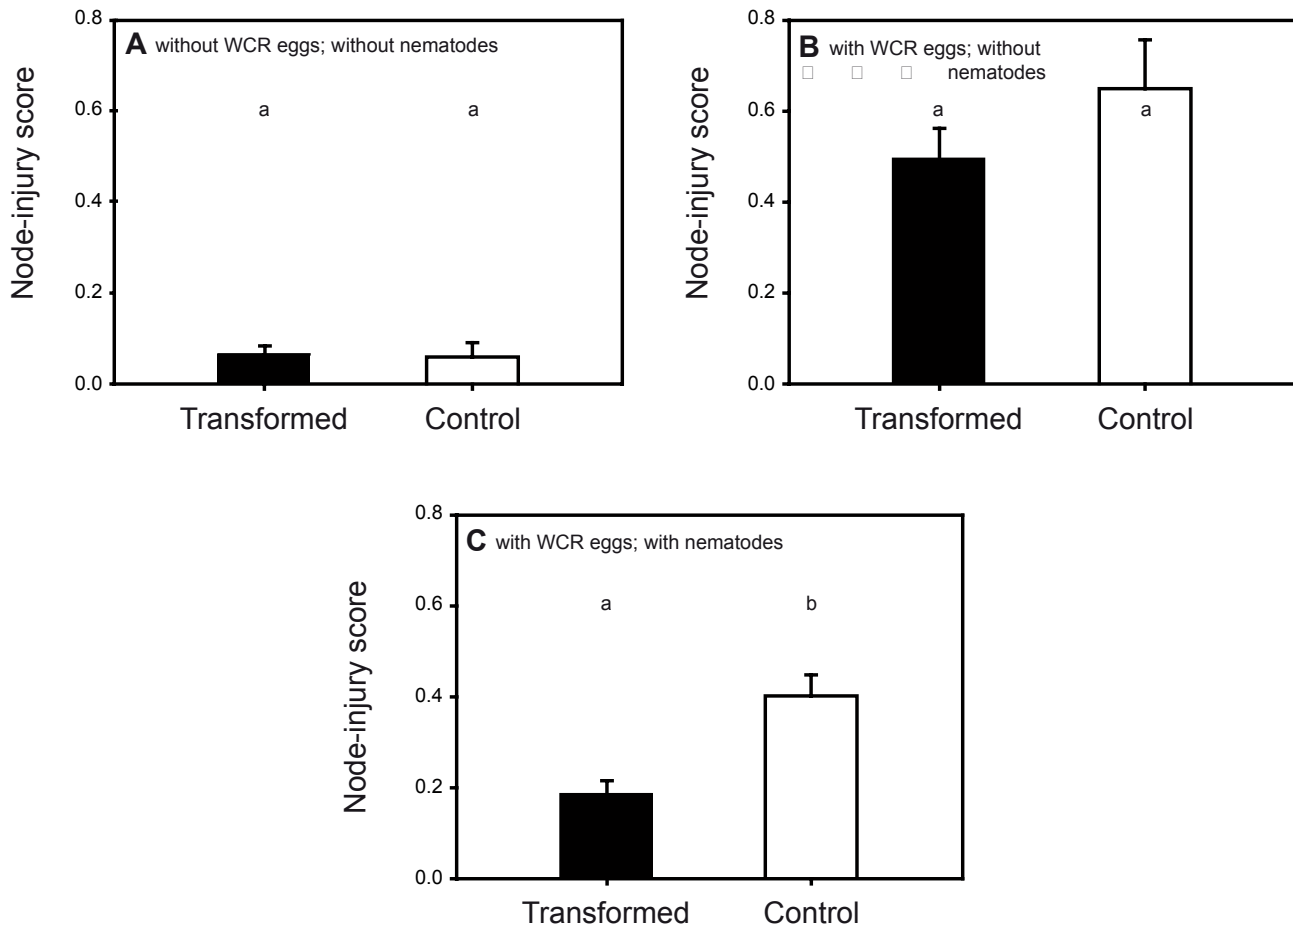 0.8
A without WCR eggs; without nematodes
0.6
a a
0.4
0.2
0.0
Node-injury score
Transformed Control
0.8
B with WCR eggs; without
□ □ □ nematodes
0.6
a a
0.4
0.2
0.0
Node-injury score
Transformed Control
0.8
C with WCR eggs; with nematodes
0.6
a b
0.4
0.2
0.0
Node-injury score
Transformed Control